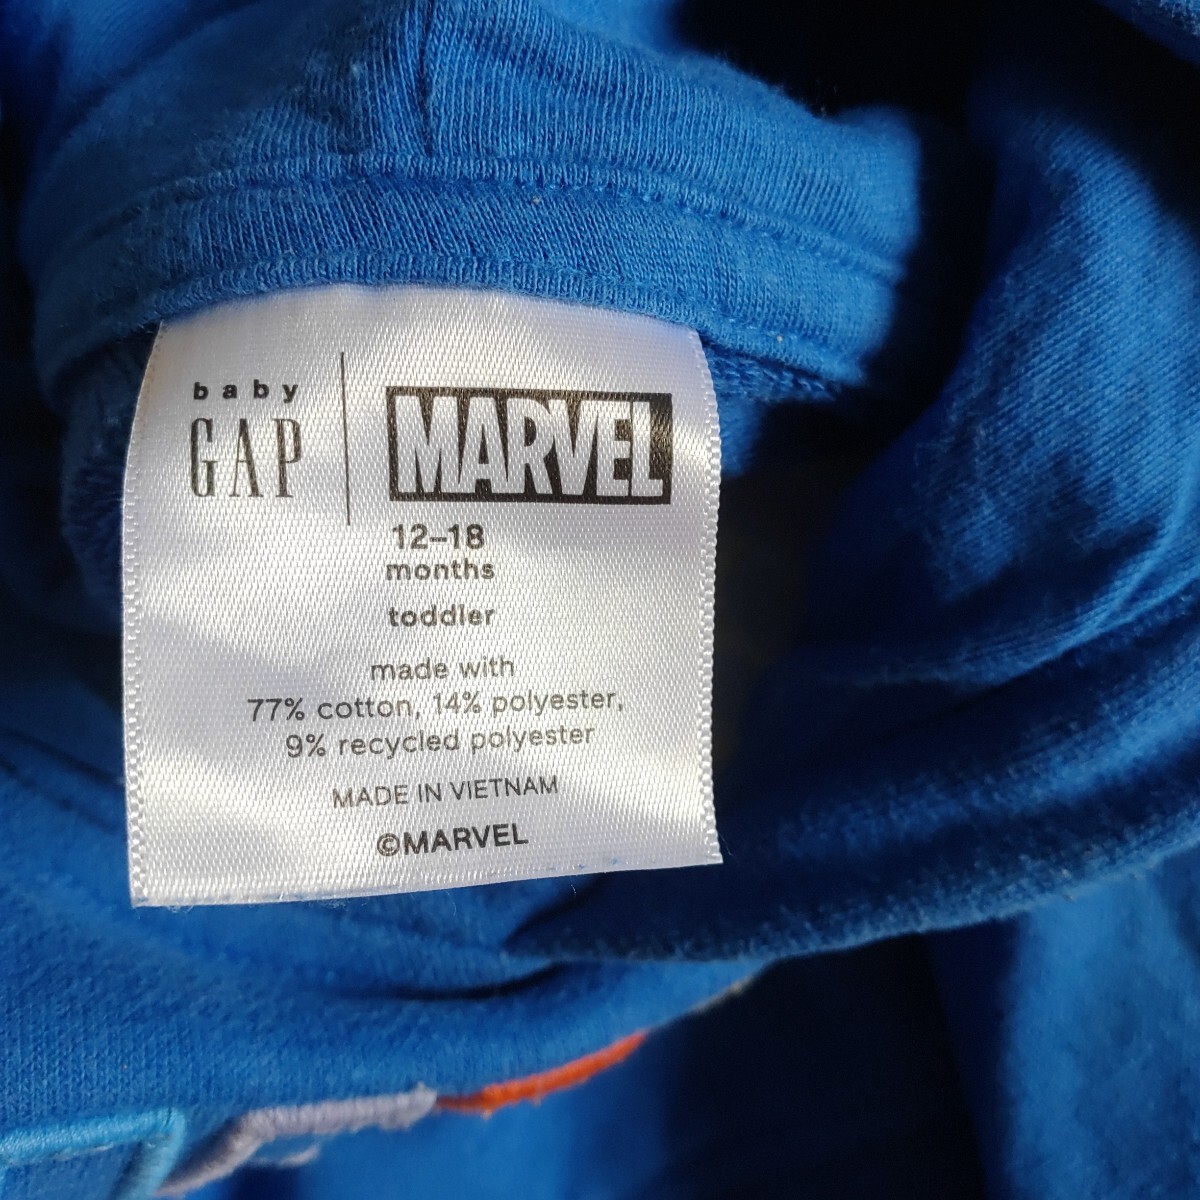 baby
GAP
MARVEL
12–18
months
toddler
made with
77% cotton, 14% polyester,
9% recycled polyester
MADE IN VIETNAM
©MARVEL